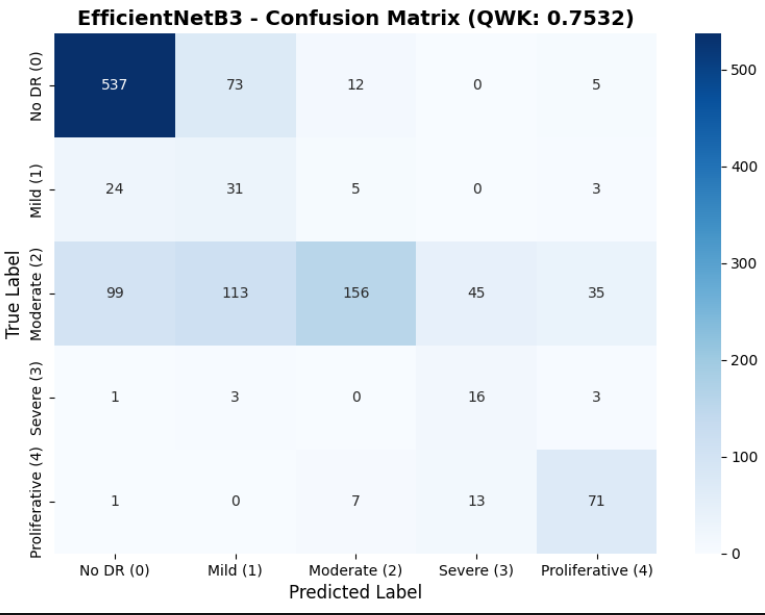 EfficientNetB3 - Confusion Matrix (QWK: 0.7532)
True Label
No DR (0)
537 73 12 0 5
500
Mild (1)
24 31 5 0 3
400
Moderate (2)
99 113 156 45 35
300
200
Severe (3)
1 3 0 16 3
100
Proliferative (4)
1 0 7 13 71
0
No DR (0) Mild (1) Moderate (2) Severe (3) Proliferative (4)
Predicted Label